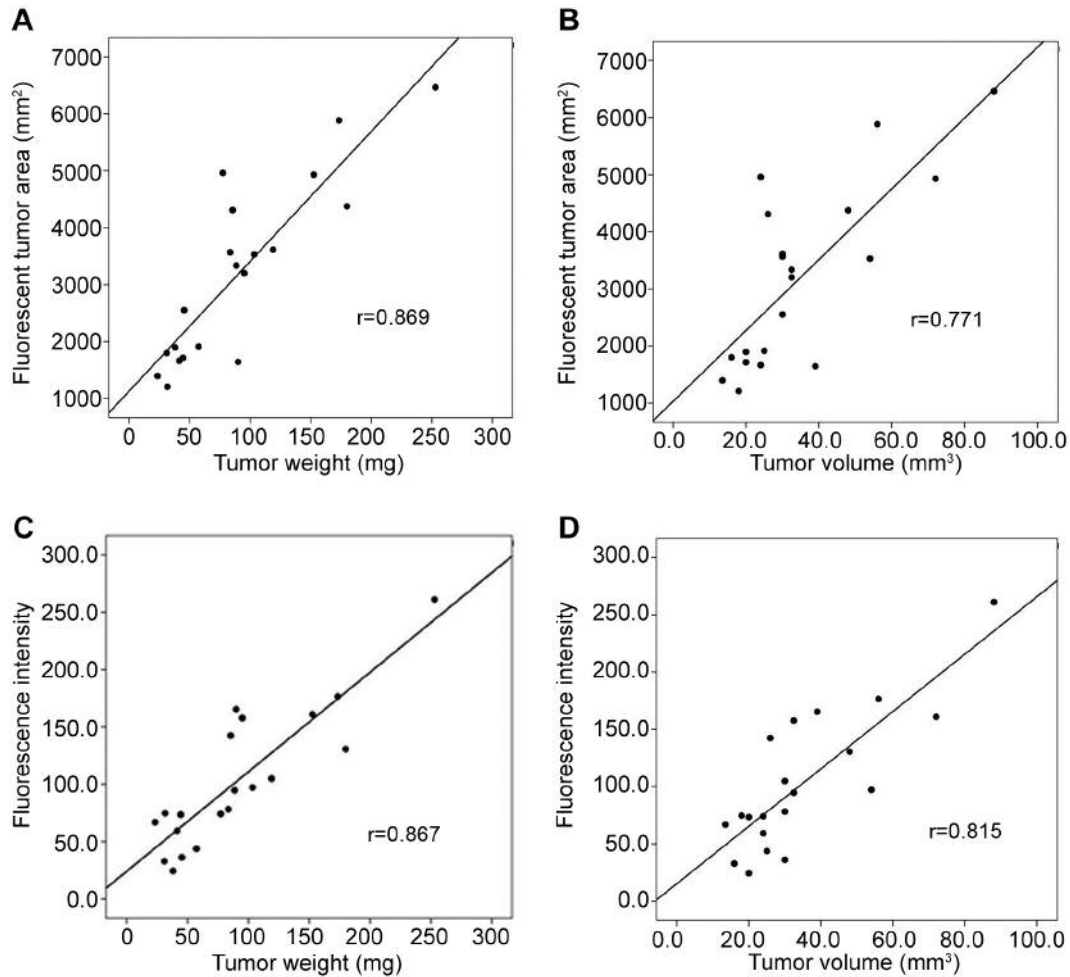 A
Fluorescent tumor area (mm²)
7000
6000
5000
4000
3000
2000
1000
r=0.869
0 50 100 150 200 250 300
Tumor weight (mg)
B
Fluorescent tumor area (mm²)
7000
6000
5000
4000
3000
2000
1000
r=0.771
0.0 20.0 40.0 60.0 80.0 100.0
Tumor volume (mm³)
C
Fluorescence intensity
300.0
250.0
200.0
150.0
100.0
50.0
0.0
r=0.867
0 50 100 150 200 250 300
Tumor weight (mg)
D
Fluorescence intensity
300.0
250.0
200.0
150.0
100.0
50.0
0.0
r=0.815
0.0 20.0 40.0 60.0 80.0 100.0
Tumor volume (mm³)